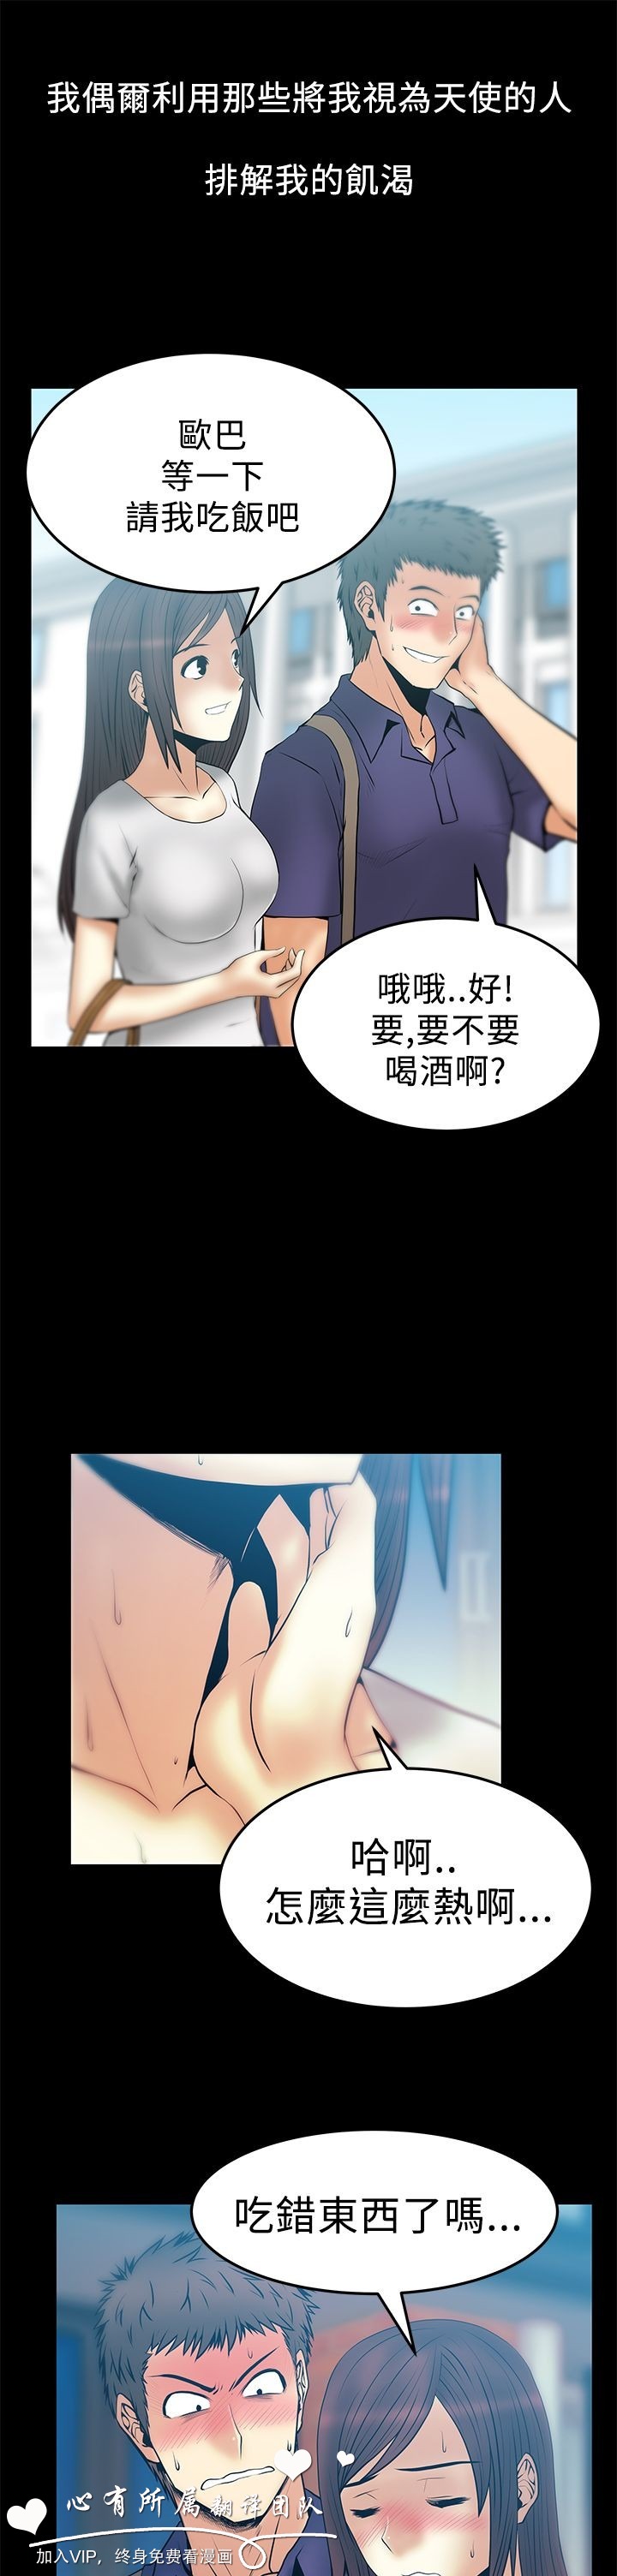 我偶爾利用那些將我視為天使的人
排解我的飢渴
歐巴
等一下
請我吃飯吧
哦哦..好!
要,要不要
喝酒啊?
哈啊..
怎麼這麼熱啊...
吃錯東西了嗎...
心有所属翻译团队
加入VIP，终身免费看漫画